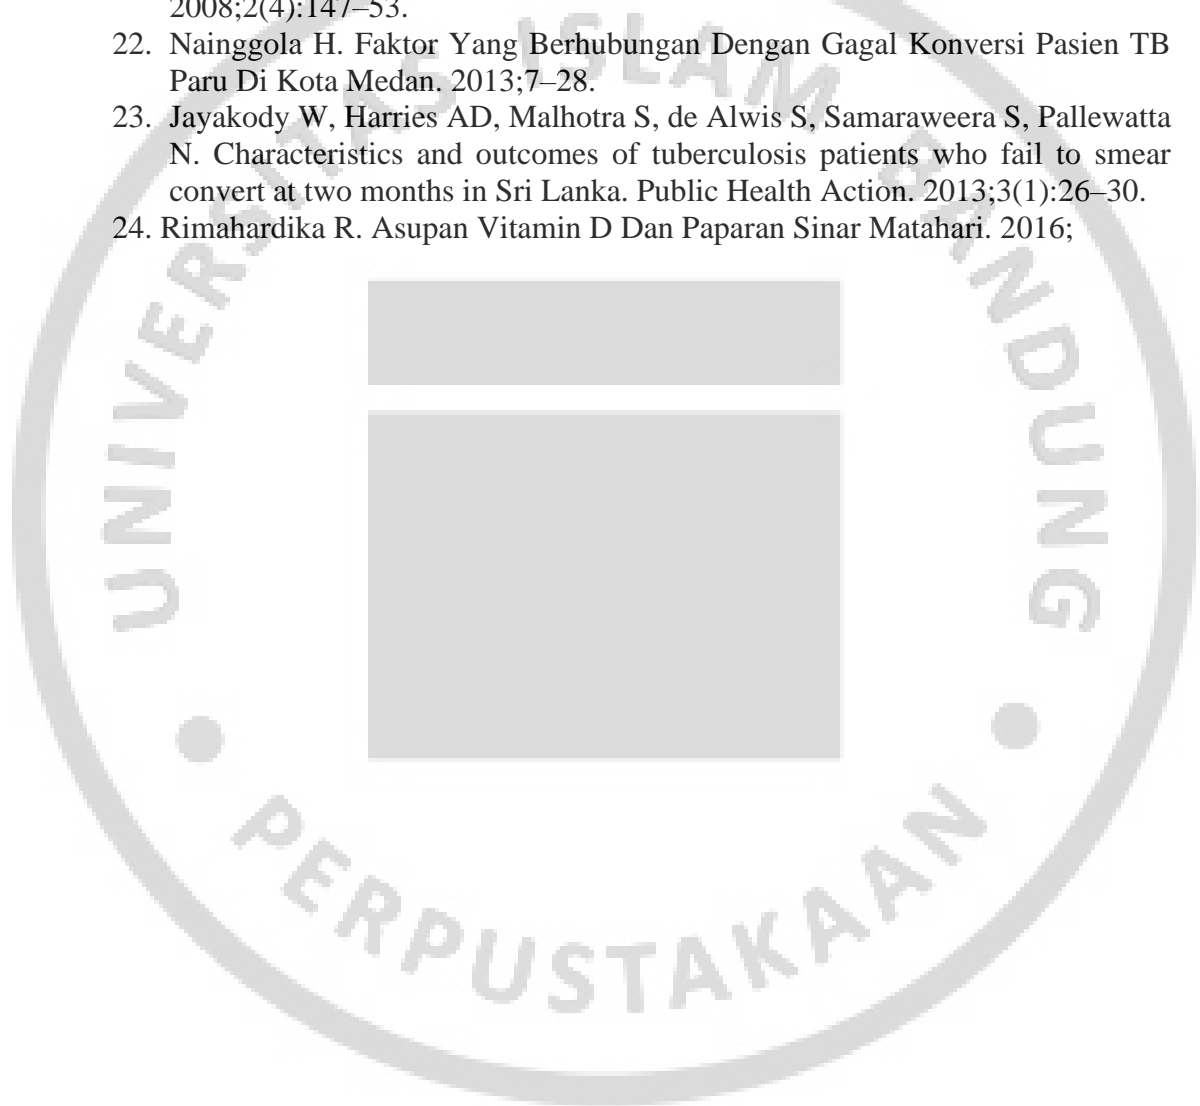 2008;2(4):147–53.
22. Nainggola H. Faktor Yang Berhubungan Dengan Gagal Konversi Pasien TB
Paru Di Kota Medan. 2013;7–28.
23. Jayakody W, Harries AD, Malhotra S, de Alwis S, Samaraweera S, Pallewatta
N. Characteristics and outcomes of tuberculosis patients who fail to smear
convert at two months in Sri Lanka. Public Health Action. 2013;3(1):26–30.
24. Rimahardika R. Asupan Vitamin D Dan Paparan Sinar Matahari. 2016;
UNIVERSITAS ISLAM BANDUNG
PERPUSTAKAAN